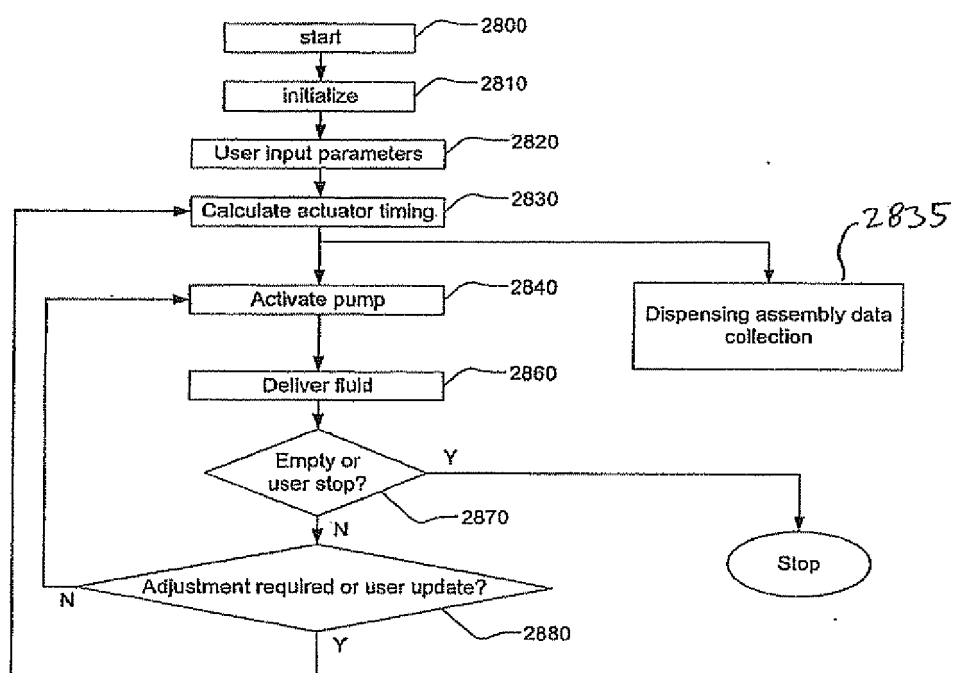 start
2800
initialize
2810
User input parameters
2820
Calculate actuator timing
2830
2835
Activate pump
2840
Dispensing assembly data
collection
Deliver fluid
2860
Empty or
user stop?
Y
2870
N
Stop
Adjustment required or user update?
N
2880
Y